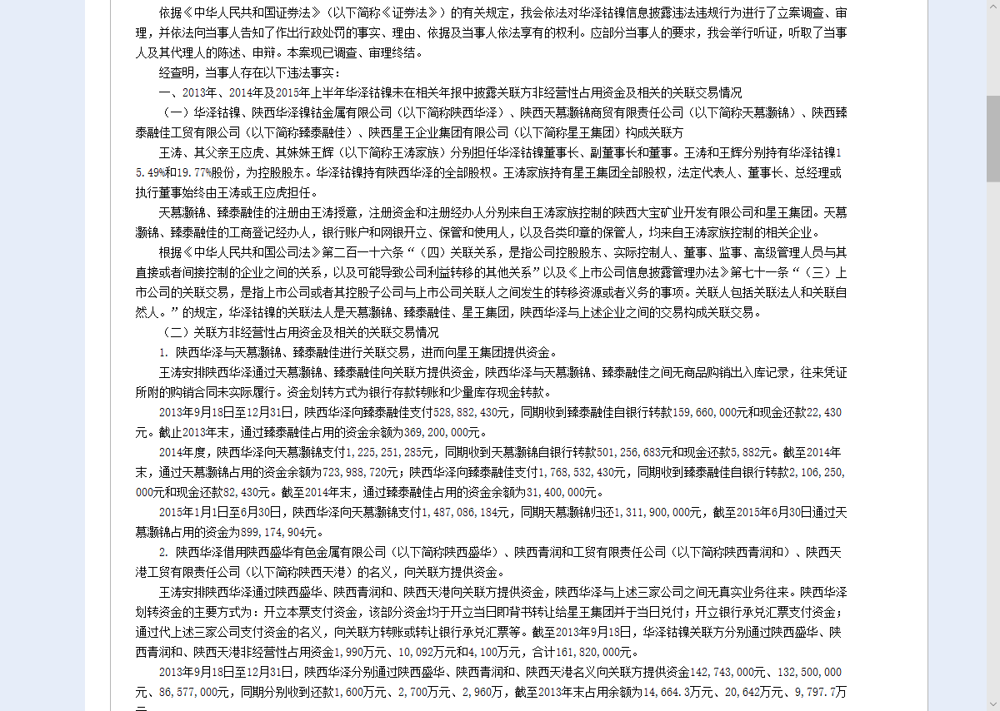 依据《中华人民共和国证券法》（以下简称《证券法》）的有关规定，我会依法对华泽钴镍信息披露违法违规行为进行了立案调查、审
理，并依法向当事人告知了作出行政处罚的事实、理由、依据及当事人依法享有的权利。应部分当事人的要求，我会举行听证，听取了当事
人及其代理人的陈述、申辩。本案现已调查、审理终结。
经查明，当事人存在以下违法事实：
一、2013年、2014年及2015年上半年华泽钴镍未在相关年报中披露关联方非经营性占用资金及相关的关联交易情况
（一）华泽钴镍、陕西华泽镍钴金属有限公司（以下简称陕西华泽）、陕西天慕灏锦商贸有限责任公司（以下简称天慕灏锦）、陕西臻
泰融佳工贸有限公司（以下简称臻泰融佳）、陕西星王企业集团有限公司（以下简称星王集团）构成关联方
王涛、其父亲王应虎、其妹妹王辉（以下简称王涛家族）分别担任华泽钴镍董事长、副董事长和董事。王涛和王辉分别持有华泽钴镍1
5.49%和19.77%股份，为控股股东。华泽钴镍持有陕西华泽的全部股权。王涛家族持有星王集团全部股权，法定代表人、董事长、总经理或
执行董事始终由王涛或王应虎担任。
天慕灏锦、臻泰融佳的注册由王涛授意，注册资金和注册经办人分别来自王涛家族控制的陕西大宝矿业开发有限公司和星王集团。天慕
灏锦、臻泰融佳的工商登记经办人，银行账户和网银开立、保管和使用人，以及各类印章的保管人，均来自王涛家族控制的相关企业。
根据《中华人民共和国公司法》第二百一十六条“（四）关联关系，是指公司控股股东、实际控制人、董事、监事、高级管理人员与其
直接或者间接控制的企业之间的关系，以及可能导致公司利益转移的其他关系”以及《上市公司信息披露管理办法》第七十一条“（三）上
市公司的关联交易，是指上市公司或者其控股子公司与上市公司关联人之间发生的转移资源或者义务的事项。关联人包括关联法人和关联自
然人。”的规定，华泽钴镍的关联法人是天慕灏锦、臻泰融佳、星王集团，陕西华泽与上述企业之间的交易构成关联交易。
（二）关联方非经营性占用资金及相关的关联交易情况
1. 陕西华泽与天慕灏锦、臻泰融佳进行关联交易，进而向星王集团提供资金。
王涛安排陕西华泽通过天慕灏锦、臻泰融佳向关联方提供资金，陕西华泽与天慕灏锦、臻泰融佳之间无商品购销出入库记录，往来凭证
所附的购销合同未实际履行。资金划转方式为银行存款转账和少量库存现金转款。
2013年9月18日至12月31日，陕西华泽向臻泰融佳支付528,882,430元，同期收到臻泰融佳自银行转款159,660,000元和现金还款22,430
元。截止2013年末，通过臻泰融佳占用的资金余额为369,200,000元。
2014年度，陕西华泽向天慕灏锦支付1,225,251,285元，同期收到天慕灏锦自银行转款501,256,683元和现金还款5,882元。截至2014年
末，通过天慕灏锦占用的资金余额为723,988,720元；陕西华泽向臻泰融佳支付1,768,532,430元，同期收到臻泰融佳自银行转款2,106,250,
000元和现金还款82,430元。截至2014年末，通过臻泰融佳占用的资金余额为31,400,000元。
2015年1月1日至6月30日，陕西华泽向天慕灏锦支付1,487,086,184元，同期天慕灏锦归还1,311,900,000元，截至2015年6月30日通过天
慕灏锦占用的资金为899,174,904元。
2. 陕西华泽借用陕西盛华有色金属有限公司（以下简称陕西盛华）、陕西青润和工贸有限责任公司（以下简称陕西青润和）、陕西天
港工贸有限责任公司（以下简称陕西天港）的名义，向关联方提供资金。
王涛安排陕西华泽通过陕西盛华、陕西青润和、陕西天港向关联方提供资金，陕西华泽与上述三家公司之间无真实业务往来。陕西华泽
划转资金的主要方式为：开立本票支付资金，该部分资金均于开立当日即背书转让给星王集团并于当日兑付；开立银行承兑汇票支付资金；
通过代上述三家公司支付资金的名义，向关联方转账或转让银行承兑汇票等。截至2013年9月18日，华泽钴镍关联方分别通过陕西盛华、陕
西青润和、陕西天港非经营性占用资金1,990万元、10,092万元和4,100万元，合计161,820,000元。
2013年9月18日至12月31日，陕西华泽分别通过陕西盛华、陕西青润和、陕西天港名义向关联方提供资金142,743,000元、132,500,000
元、86,577,000元，同期分别收到还款1,600万元、2,700万元、2,960万，截至2013年末占用余额为14,664.3万元、20,642万元、9,797.7万